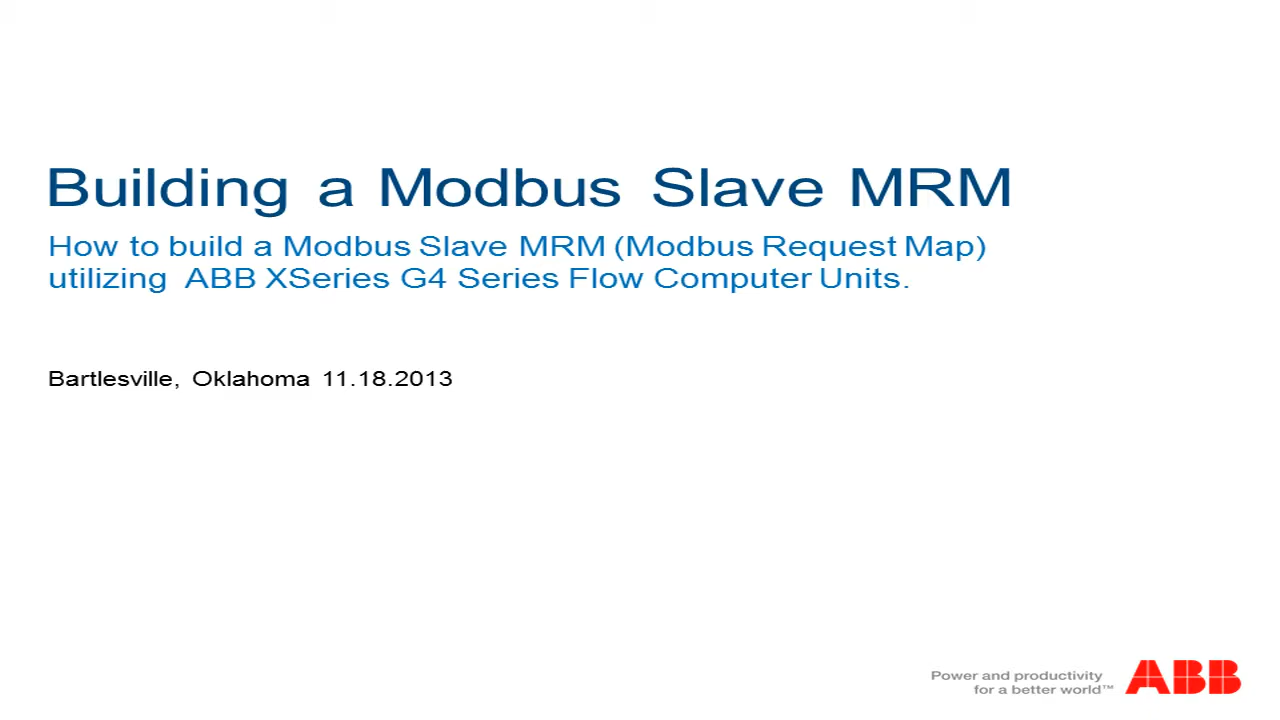 Building a Modbus Slave MRM
How to build a Modbus Slave MRM (Modbus Request Map)
utilizing ABB XSeries G4 Series Flow Computer Units.
Bartlesville, Oklahoma 11.18.2013
Power and productivity
for a better world™
ABB